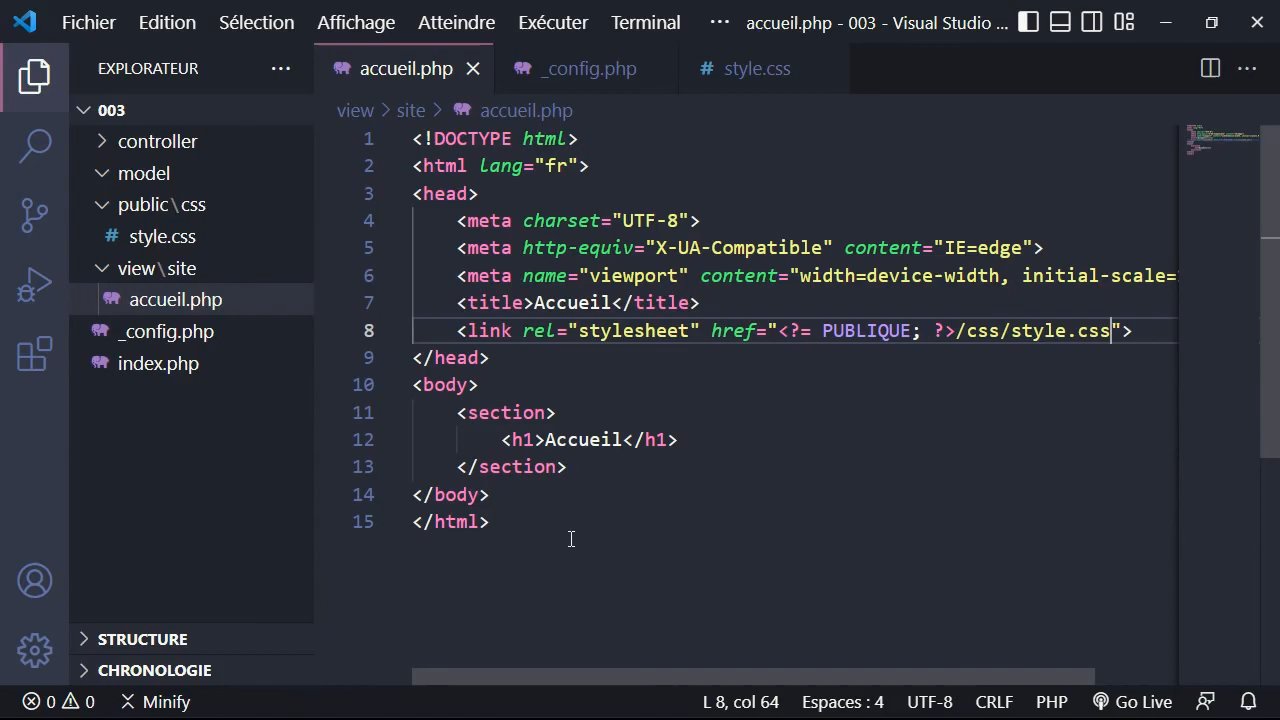 Fichier Edition Sélection Affichage Atteindre Exécuter Terminal ··· accueil.php - 003 - Visual Studio ...
EXPLORATEUR ···
accueil.php _config.php # style.css ···
003
view > site > accueil.php
controller
model
public\css
# style.css
view\site
accueil.php
_config.php
index.php
1 <!DOCTYPE html>
2 <html lang="fr">
3 <head>
4 <meta charset="UTF-8">
5 <meta http-equiv="X-UA-Compatible" content="IE=edge">
6 <meta name="viewport" content="width=device-width, initial-scale=
7 <title>Accueil</title>
8 <link rel="stylesheet" href="<?= PUBLIQUE; ?>/css/style.css">
9 </head>
10 <body>
11 <section>
12 <h1>Accueil</h1>
13 </section>
14 </body>
15 </html>
STRUCTURE
CHRONOLOGIE
0 0 Minify L 8, col 64 Espaces : 4 UTF-8 CRLF PHP Go Live